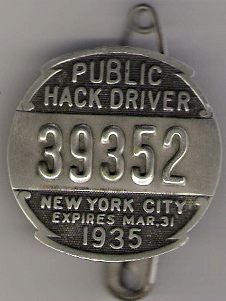 PUBLIC
HACK DRIVER
39352
NEW YORK CITY
EXPIRES MAR.31
1935